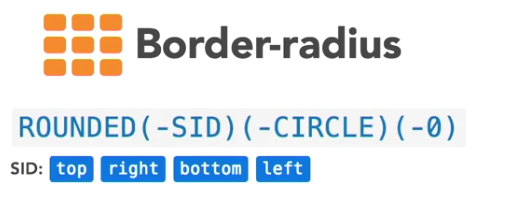 Border-radius
ROUNDED(-SID)(-CIRCLE)(-0)
SID: top right bottom left